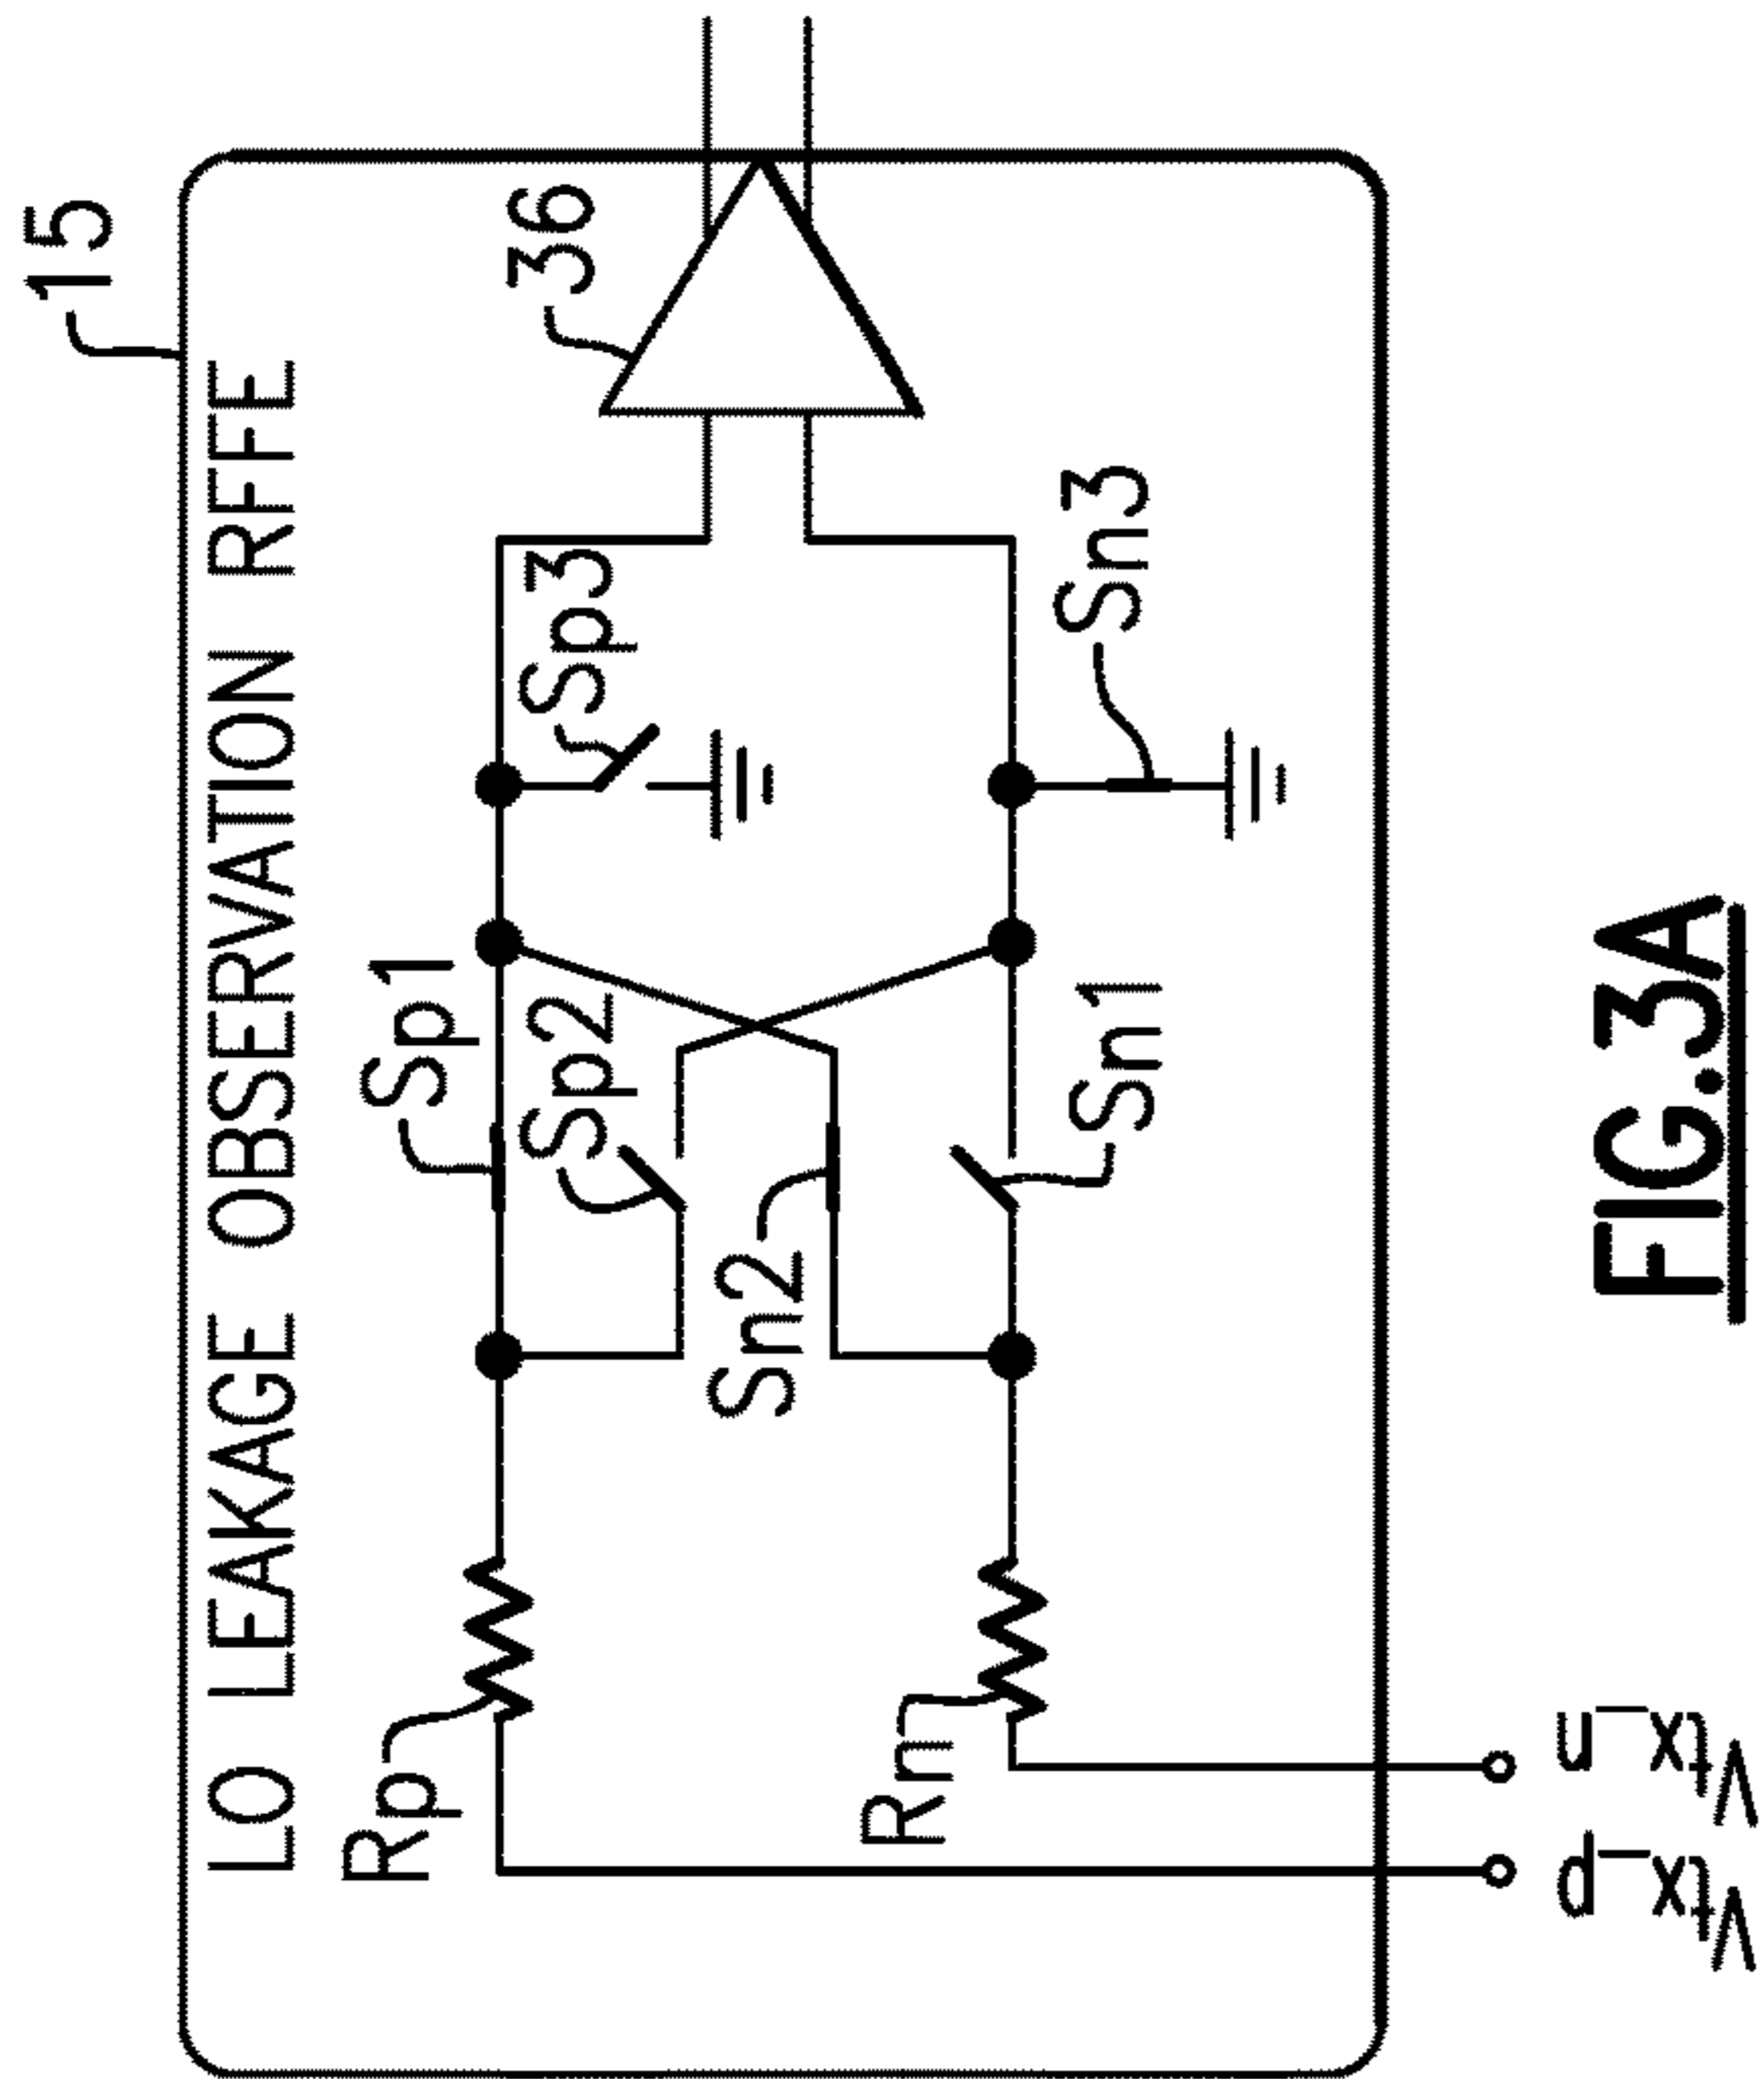 15
LO LEAKAGE OBSERVATION RFFE
36
Rp
Sp1
Sp2
Sp3
Sn2
Rn
Sn1
Sn3
Vtx_p
Vtx_n
FIG.3A